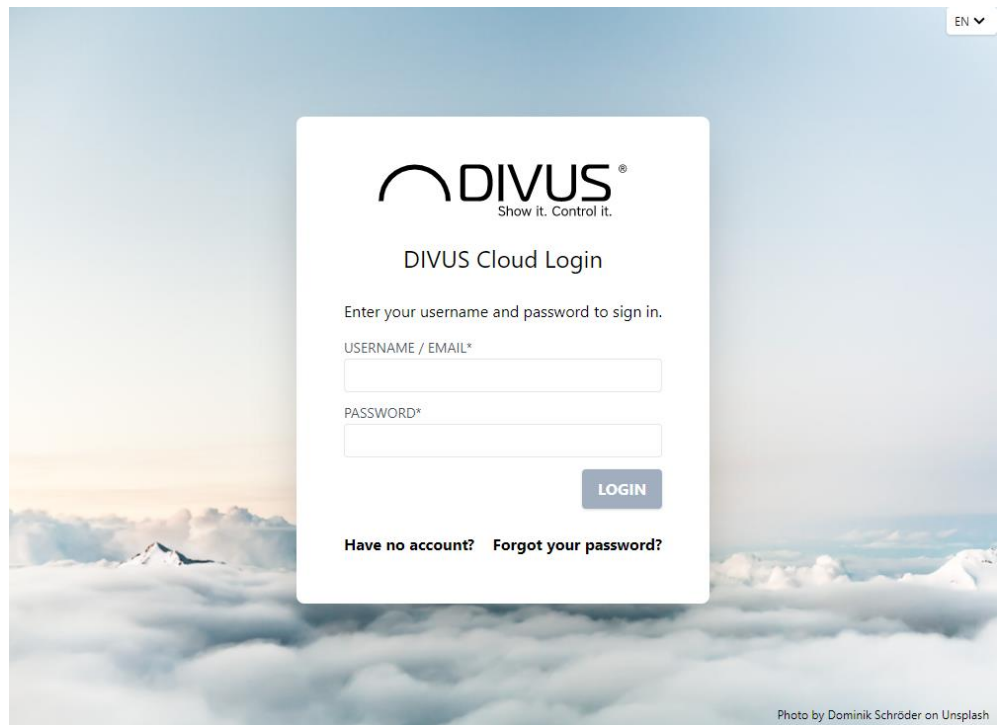 EN
DIVUS®
Show it. Control it.
DIVUS Cloud Login
Enter your username and password to sign in.
USERNAME / EMAIL*
PASSWORD*
LOGIN
Have no account? Forgot your password?
Photo by Dominik Schröder on Unsplash